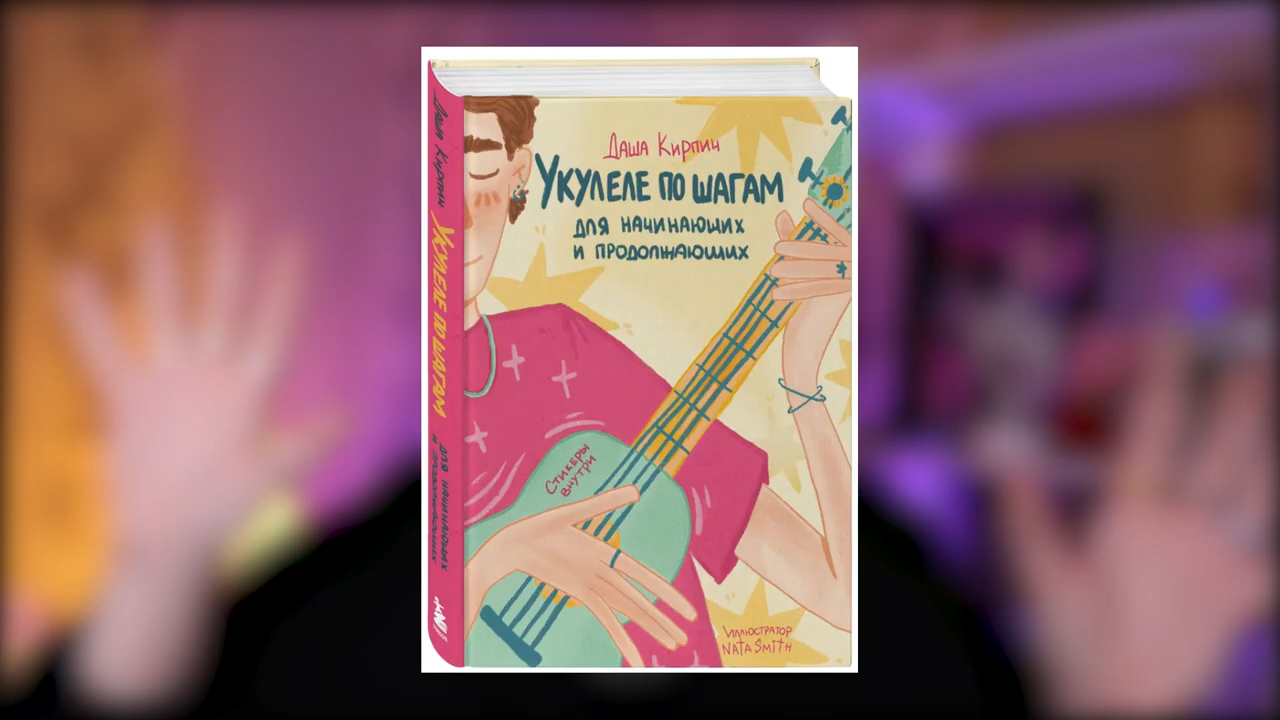 Даша Кирпич
Укулеле по шагам
для начинающих
и продолжающих
Стикеры
внутри
Иллюстратор
Nata Smith
Даша Кирпич
Укулеле по шагам
для начинающих
и продолжающих